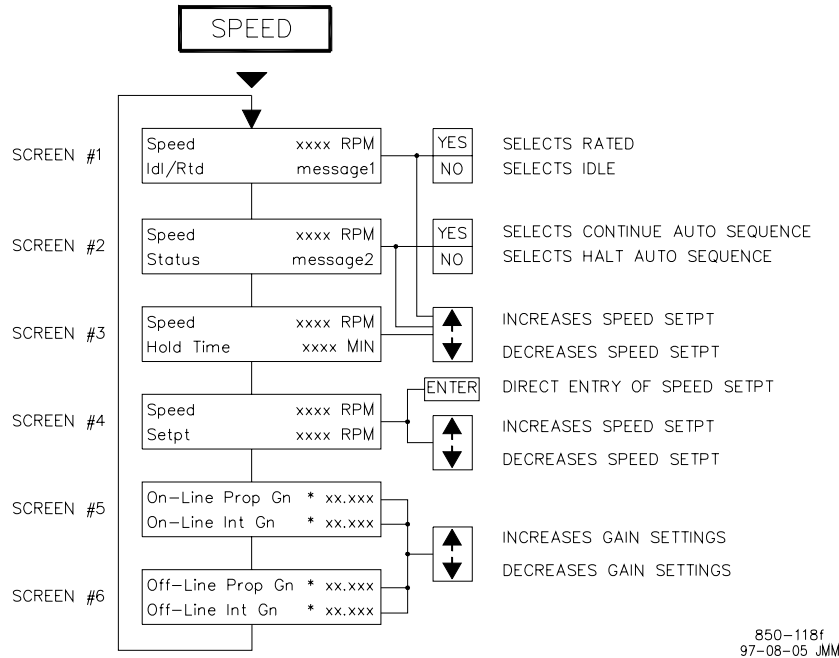 SPEED
SCREEN #1
Speed xxxx RPM
Idl/Rtd message1
YES SELECTS RATED
NO SELECTS IDLE
SCREEN #2
Speed xxxx RPM
Status message2
YES SELECTS CONTINUE AUTO SEQUENCE
NO SELECTS HALT AUTO SEQUENCE
SCREEN #3
Speed xxxx RPM
Hold Time xxxx MIN
INCREASES SPEED SETPT
DECREASES SPEED SETPT
SCREEN #4
Speed xxxx RPM
Setpt xxxx RPM
ENTER DIRECT ENTRY OF SPEED SETPT
INCREASES SPEED SETPT
DECREASES SPEED SETPT
SCREEN #5
On-Line Prop Gn * xx.xxx
On-Line Int Gn * xx.xxx
INCREASES GAIN SETTINGS
DECREASES GAIN SETTINGS
SCREEN #6
Off-Line Prop Gn * xx.xxx
Off-Line Int Gn * xx.xxx
850-118f
97-08-05 JMM